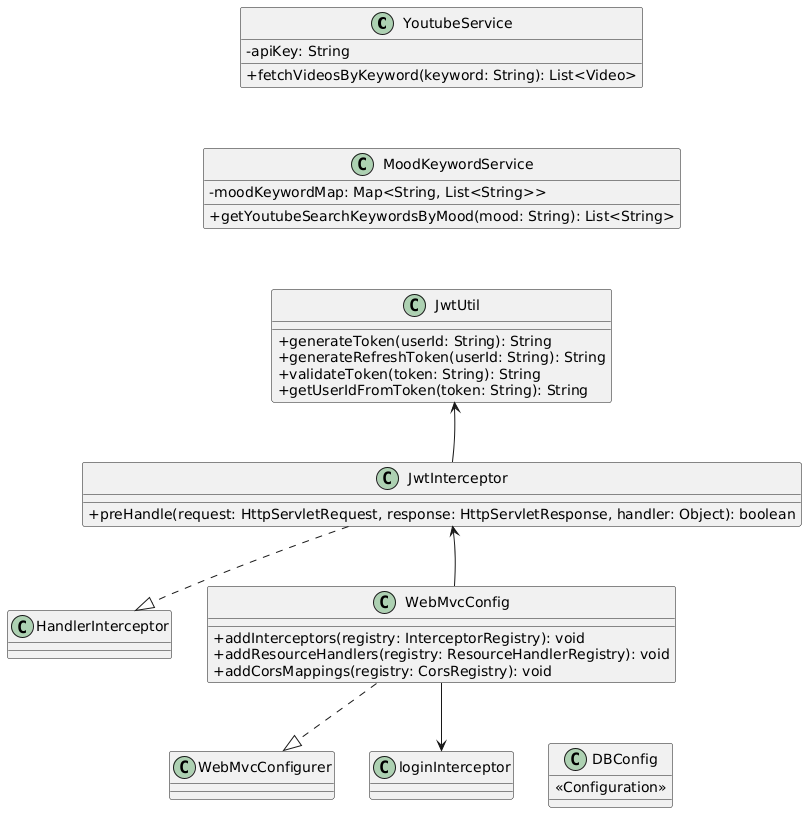 C YoutubeService
-apiKey: String
+fetchVideosByKeyword(keyword: String): List<Video>
C MoodKeywordService
-moodKeywordMap: Map<String, List<String>>
+getYoutubeSearchKeywordsByMood(mood: String): List<String>
C JwtUtil
+generateToken(userId: String): String
+generateRefreshToken(userId: String): String
+validateToken(token: String): String
+getUserIdFromToken(token: String): String
C JwtInterceptor
+preHandle(request: HttpServletRequest, response: HttpServletResponse, handler: Object): boolean
C HandlerInterceptor
C WebMvcConfig
+addInterceptors(registry: InterceptorRegistry): void
+addResourceHandlers(registry: ResourceHandlerRegistry): void
+addCorsMappings(registry: CorsRegistry): void
C WebMvcConfigurer
C loginInterceptor
C DBConfig
«Configuration»